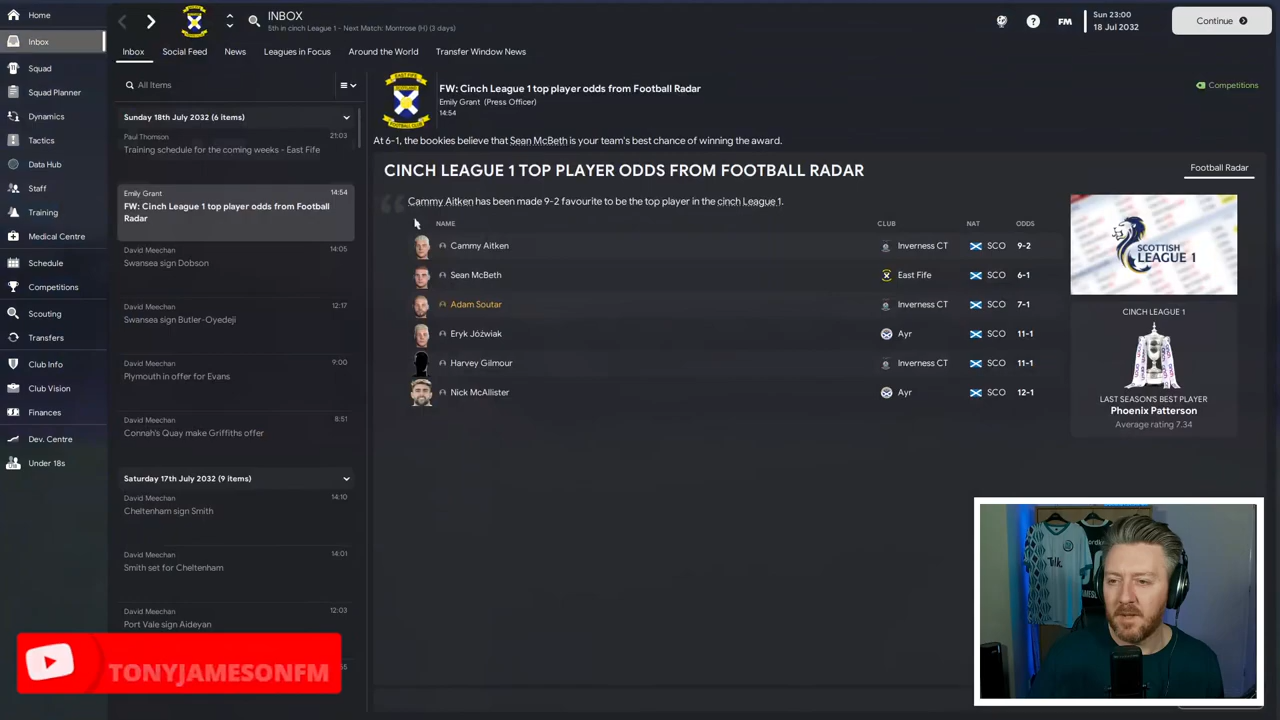 Home
Inbox
Squad
Squad Planner
Dynamics
Tactics
Data Hub
Staff
Training
Medical Centre
Schedule
Competitions
Scouting
Transfers
Club Info
Club Vision
Finances
Dev. Centre
Under 18s
INBOX
5th in cinch League 1 - Next Match: Montrose (H) (3 days)
FM
Sun 23:00
18 Jul 2032
Continue
Inbox Social Feed News Leagues in Focus Around the World Transfer Window News
All Items
Sunday 18th July 2032 (6 items)
Paul Thomson 21:03
Training schedule for the coming weeks - East Fife
Emily Grant 14:54
FW: Cinch League 1 top player odds from Football
Radar
David Meechan 14:05
Swansea sign Dobson
David Meechan 12:17
Swansea sign Butler-Oyedeji
David Meechan 9:00
Plymouth in offer for Evans
David Meechan 8:51
Connah's Quay make Griffiths offer
Saturday 17th July 2032 (9 items)
David Meechan 14:10
Cheltenham sign Smith
David Meechan 14:01
Smith set for Cheltenham
David Meechan 12:03
Port Vale sign Aideyan
TONYJAMESONFM
FW: Cinch League 1 top player odds from Football Radar
Emily Grant (Press Officer)
14:54
Competitions
At 6-1, the bookies believe that Sean McBeth is your team's best chance of winning the award.
CINCH LEAGUE 1 TOP PLAYER ODDS FROM FOOTBALL RADAR
Football Radar
Cammy Aitken has been made 9-2 favourite to be the top player in the cinch League 1.
NAME CLUB NAT ODDS
Cammy Aitken Inverness CT SCO 9-2
Sean McBeth East Fife SCO 6-1
Adam Soutar Inverness CT SCO 7-1
Eryk Jóźwiak Ayr SCO 11-1
Harvey Gilmour Inverness CT SCO 11-1
Nick McAllister Ayr SCO 12-1
SCOTTISH
LEAGUE 1
CINCH LEAGUE 1
LAST SEASON'S BEST PLAYER
Phoenix Patterson
Average rating 7.34